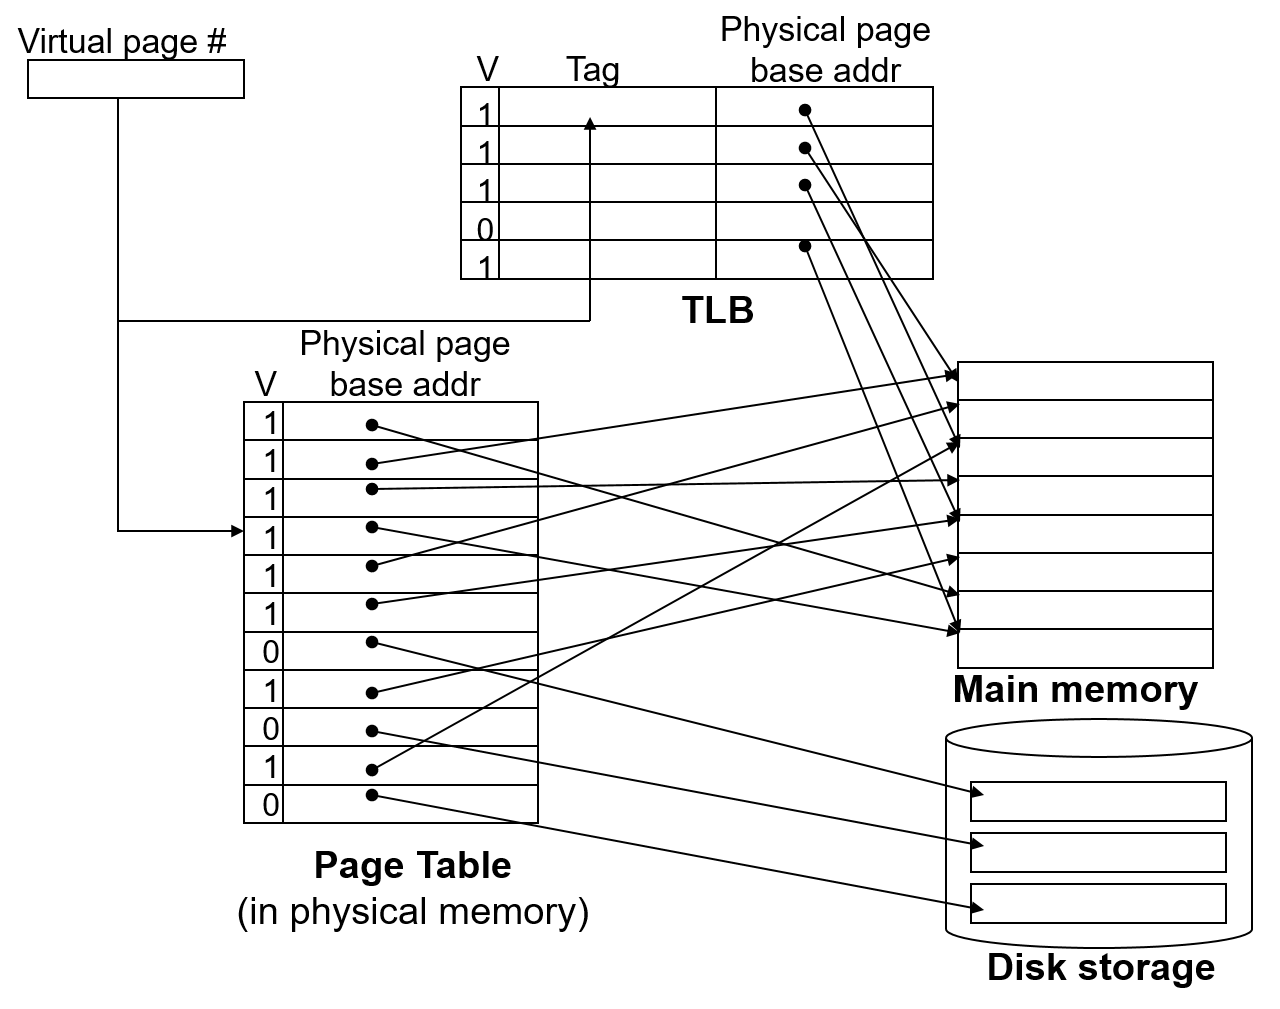 Virtual page #
Physical page
base addr
V
Tag
1
1
1
0
1
TLB
Physical page
base addr
V
1
1
1
1
1
1
0
1
0
1
0
Page Table
(in physical memory)
Main memory
Disk storage